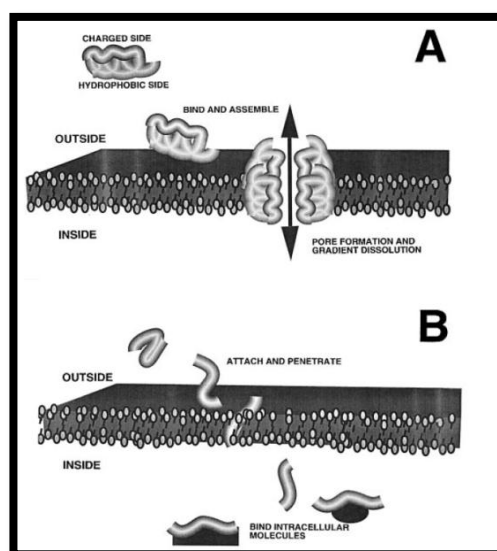 A
CHARGED SIDE
HYDROPHOBIC SIDE
BIND AND ASSEMBLE
OUTSIDE
INSIDE
PORE FORMATION AND
GRADIENT DISSOLUTION
B
ATTACH AND PENETRATE
OUTSIDE
INSIDE
BIND INTRACELLULAR
MOLECULES